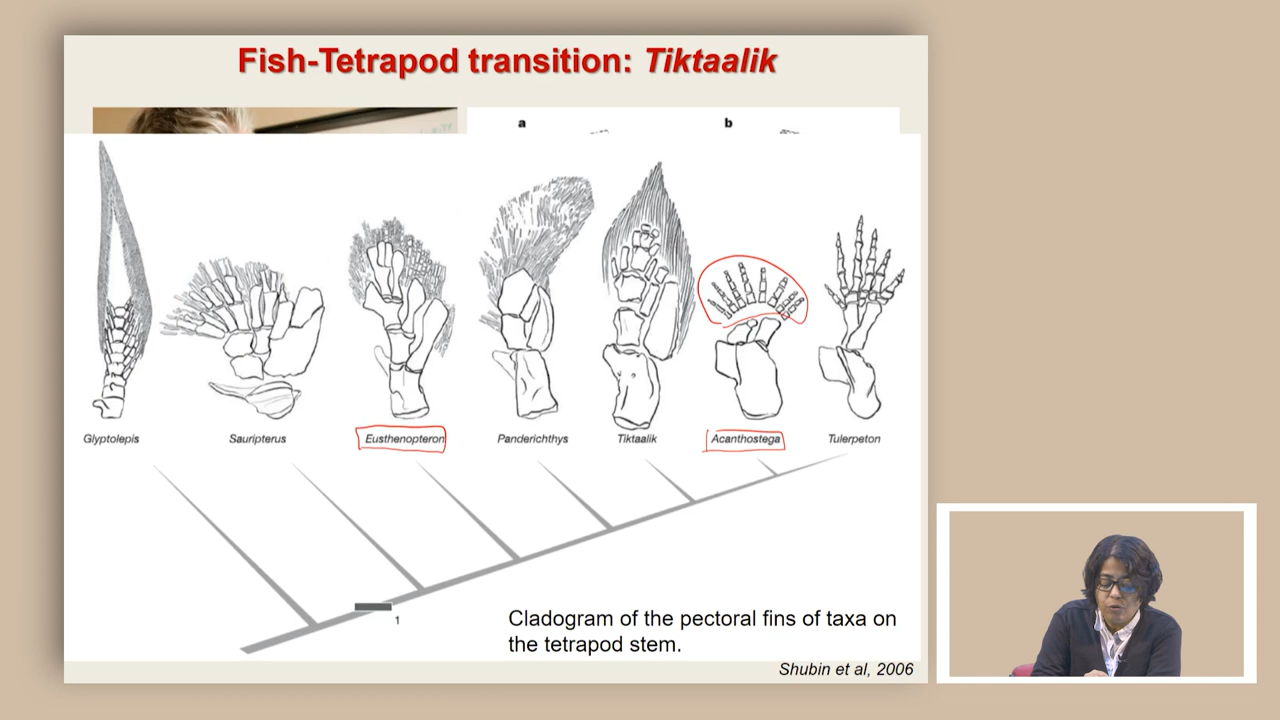 Fish-Tetrapod transition: Tiktaalik
a b
Glyptolepis Sauripterus Eusthenopteron Panderichthys Tiktaalik Acanthostega Tulerpeton
1
Cladogram of the pectoral fins of taxa on
the tetrapod stem.
Shubin et al, 2006